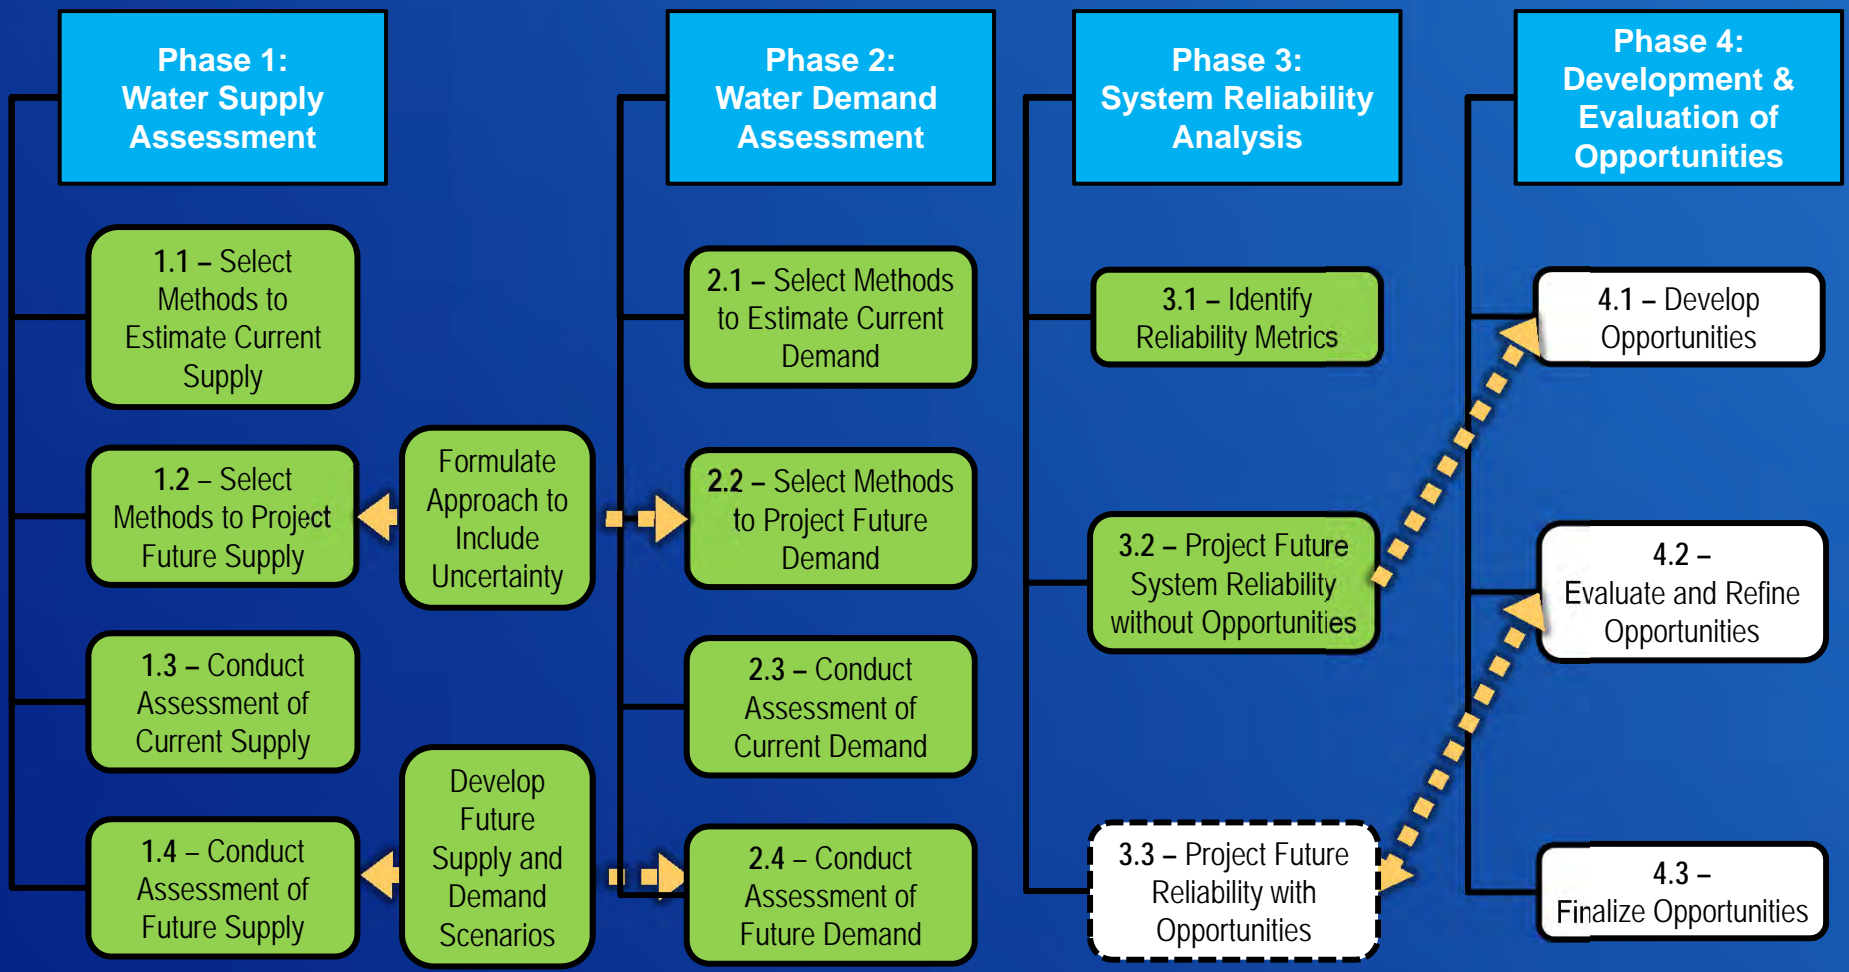 Phase 1:
Water Supply
Assessment
1.1 – Select
Methods to
Estimate Current
Supply
1.2 – Select
Methods to Project
Future Supply
1.3 – Conduct
Assessment of
Current Supply
1.4 – Conduct
Assessment of
Future Supply
Formulate
Approach to
Include
Uncertainty
Develop
Future
Supply and
Demand
Scenarios
Phase 2:
Water Demand
Assessment
2.1 – Select Methods
to Estimate Current
Demand
2.2 – Select Methods
to Project Future
Demand
2.3 – Conduct
Assessment of
Current Demand
2.4 – Conduct
Assessment of
Future Demand
Phase 3:
System Reliability
Analysis
3.1 – Identify
Reliability Metrics
3.2 – Project Future
System Reliability
without Opportunities
3.3 – Project Future
Reliability with
Opportunities
Phase 4:
Development &
Evaluation of
Opportunities
4.1 – Develop
Opportunities
4.2 –
Evaluate and Refine
Opportunities
4.3 –
Finalize Opportunities